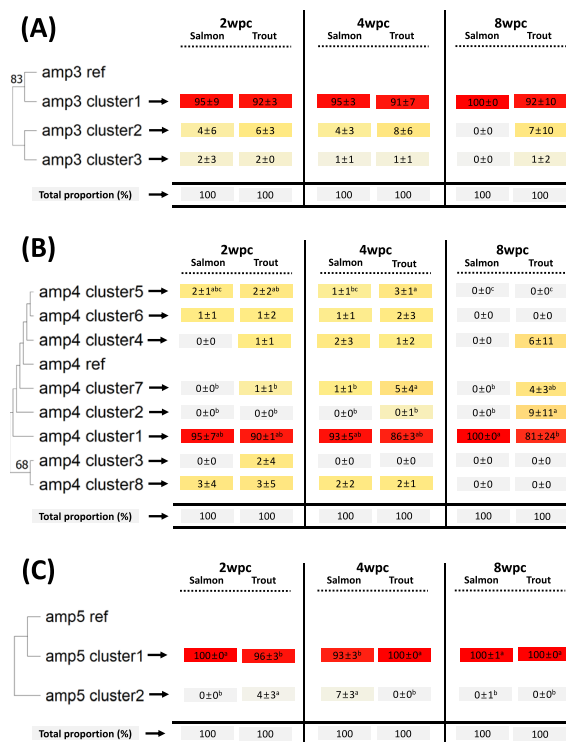 (A) 2wpc 4wpc 8wpc
Salmon Trout Salmon Trout Salmon Trout
83 amp3 ref
amp3 cluster1 95±9 92±3 95±3 91±7 100±0 92±10
amp3 cluster2 4±6 6±3 4±3 8±6 0±0 7±10
amp3 cluster3 2±3 2±0 1±1 1±1 0±0 1±2
Total proportion (%) 100 100 100 100 100 100
(B) 2wpc 4wpc 8wpc
Salmon Trout Salmon Trout Salmon Trout
amp4 cluster5 2±1ᵃᵇᶜ 2±2ᵃᵇ 1±1ᵇᶜ 3±1ᵃ 0±0ᶜ 0±0ᶜ
amp4 cluster6 1±1 1±2 1±1 2±3 0±0 0±0
amp4 cluster4 0±0 1±1 2±3 1±2 0±0 6±11
amp4 ref
amp4 cluster7 0±0ᵇ 1±1ᵇ 1±1ᵇ 5±4ᵃ 0±0ᵇ 4±3ᵃᵇ
amp4 cluster2 0±0ᵇ 0±0ᵇ 0±0ᵇ 0±1ᵇ 0±0ᵇ 9±11ᵃ
amp4 cluster1 95±7ᵃᵇ 90±1ᵃᵇ 93±5ᵃᵇ 86±3ᵃᵇ 100±0ᵃ 81±24ᵇ
68 amp4 cluster3 0±0 2±4 0±0 0±0 0±0 0±0
amp4 cluster8 3±4 3±5 2±2 2±1 0±0 0±0
Total proportion (%) 100 100 100 100 100 100
(C) 2wpc 4wpc 8wpc
Salmon Trout Salmon Trout Salmon Trout
amp5 ref
amp5 cluster1 100±0ᵃ 96±3ᵇ 93±3ᵇ 100±0ᵃ 100±1ᵃ 100±0ᵃ
amp5 cluster2 0±0ᵇ 4±3ᵃ 7±3ᵃ 0±0ᵇ 0±1ᵇ 0±0ᵇ
Total proportion (%) 100 100 100 100 100 100